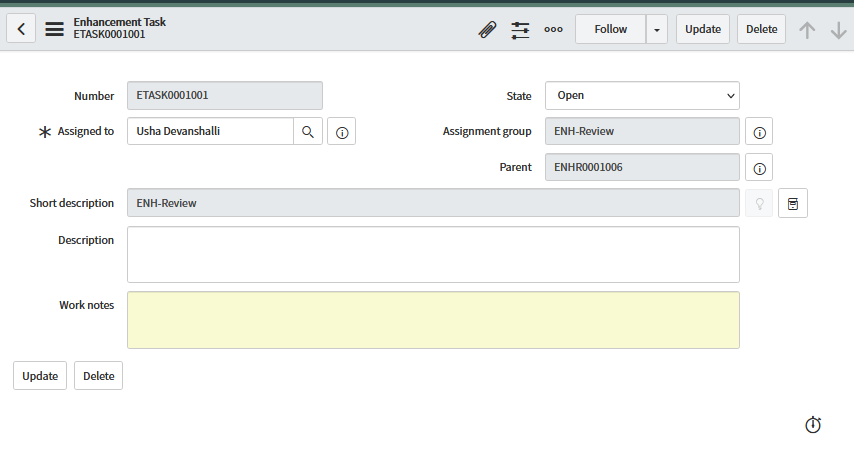 Enhancement Task
ETASK0001001
Follow
Update
Delete
Number
ETASK0001001
State
Open
Assigned to
Usha Devanshalli
Assignment group
ENH-Review
Parent
ENHR0001006
Short description
ENH-Review
Description
Work notes
Update
Delete